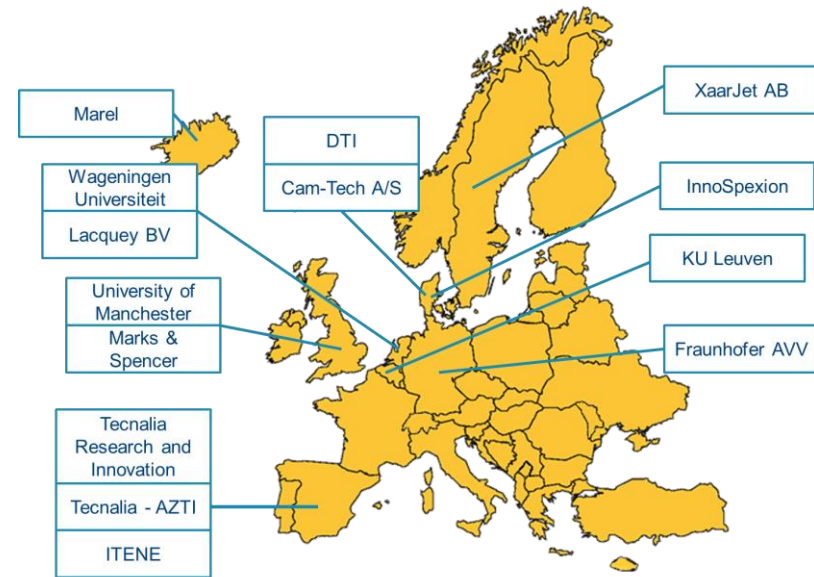 Marel
Wageningen
Universiteit
Lacquey BV
University of
Manchester
Marks &
Spencer
Tecnalia
Research and
Innovation
Tecnalia - AZTI
ITENE
DTI
Cam-Tech A/S
XaarJet AB
InnoSpexion
KU Leuven
Fraunhofer AVV